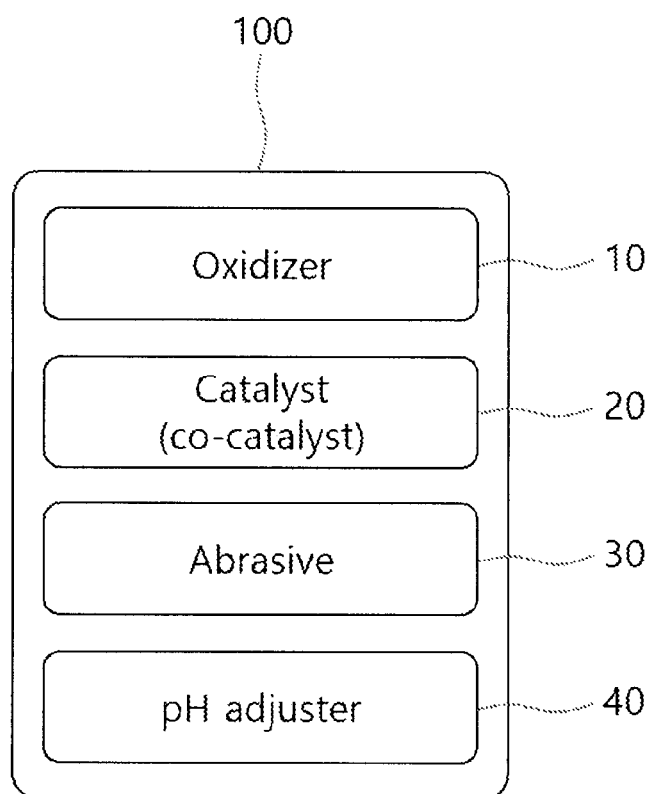 100
Oxidizer
10
Catalyst
(co-catalyst)
20
Abrasive
30
pH adjuster
40